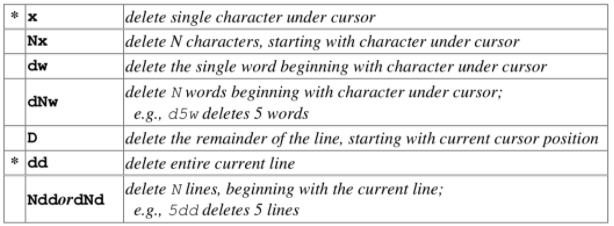 * x delete single character under cursor
Nx delete N characters, starting with character under cursor
dw delete the single word beginning with character under cursor
dNw delete N words beginning with character under cursor;
e.g., d5w deletes 5 words
D delete the remainder of the line, starting with current cursor position
* dd delete entire current line
NddordNd delete N lines, beginning with the current line;
e.g., 5dd deletes 5 lines